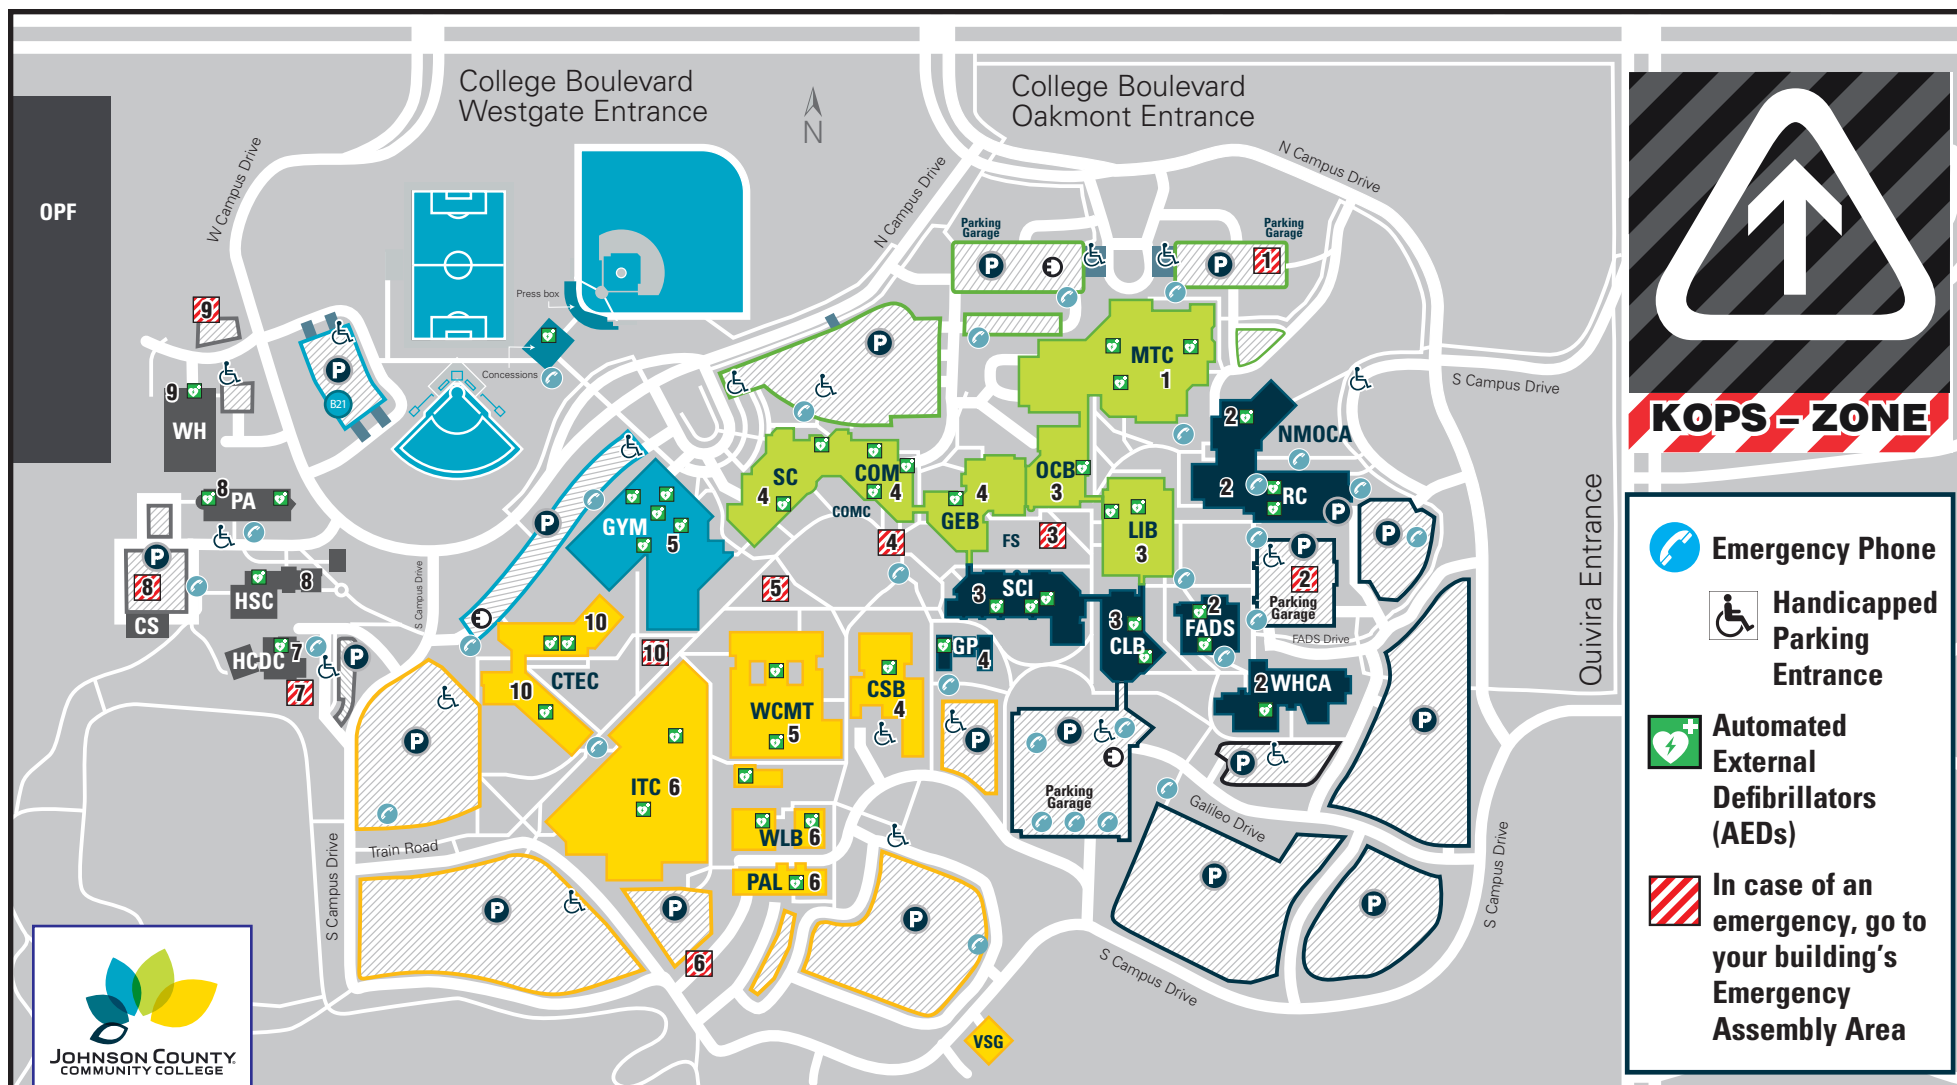 College Boulevard
Westgate Entrance
College Boulevard
Oakmont Entrance
N
OPF
W Campus Drive
N Campus Drive
N Campus Drive
S Campus Drive
Parking
Garage
Parking
Garage
P
P
1
Press box
Concessions
9
9
WH
P
B21
P
MTC
1
2
NMOCA
2
RC
P
KOPS – ZONE
SC
4
COM
4
COMC
4
GEB
OCB
3
LIB
3
FS
3
4
8
PA
P
8
CS
HSC
8
HCDC
7
7
P
P
GYM
5
S Campus Drive
5
10
10
CTEC
10
SCI
3
3
CLB
2
FADS
P
2
Parking
Garage
FADS Drive
P
Quivira Entrance
GP
4
2
WHCA
WCMT
5
CSB
4
P
P
P
Parking
Garage
P
P
Galileo Drive
ITC 6
WLB 6
PAL 6
P
Train Road
S Campus Drive
P
P
6
P
P
P
S Campus Drive
S Campus Drive
VSG
Emergency Phone
Handicapped
Parking
Entrance
Automated
External
Defibrillators
(AEDs)
In case of an
emergency, go to
your building's
Emergency
Assembly Area
JOHNSON COUNTY
COMMUNITY COLLEGE